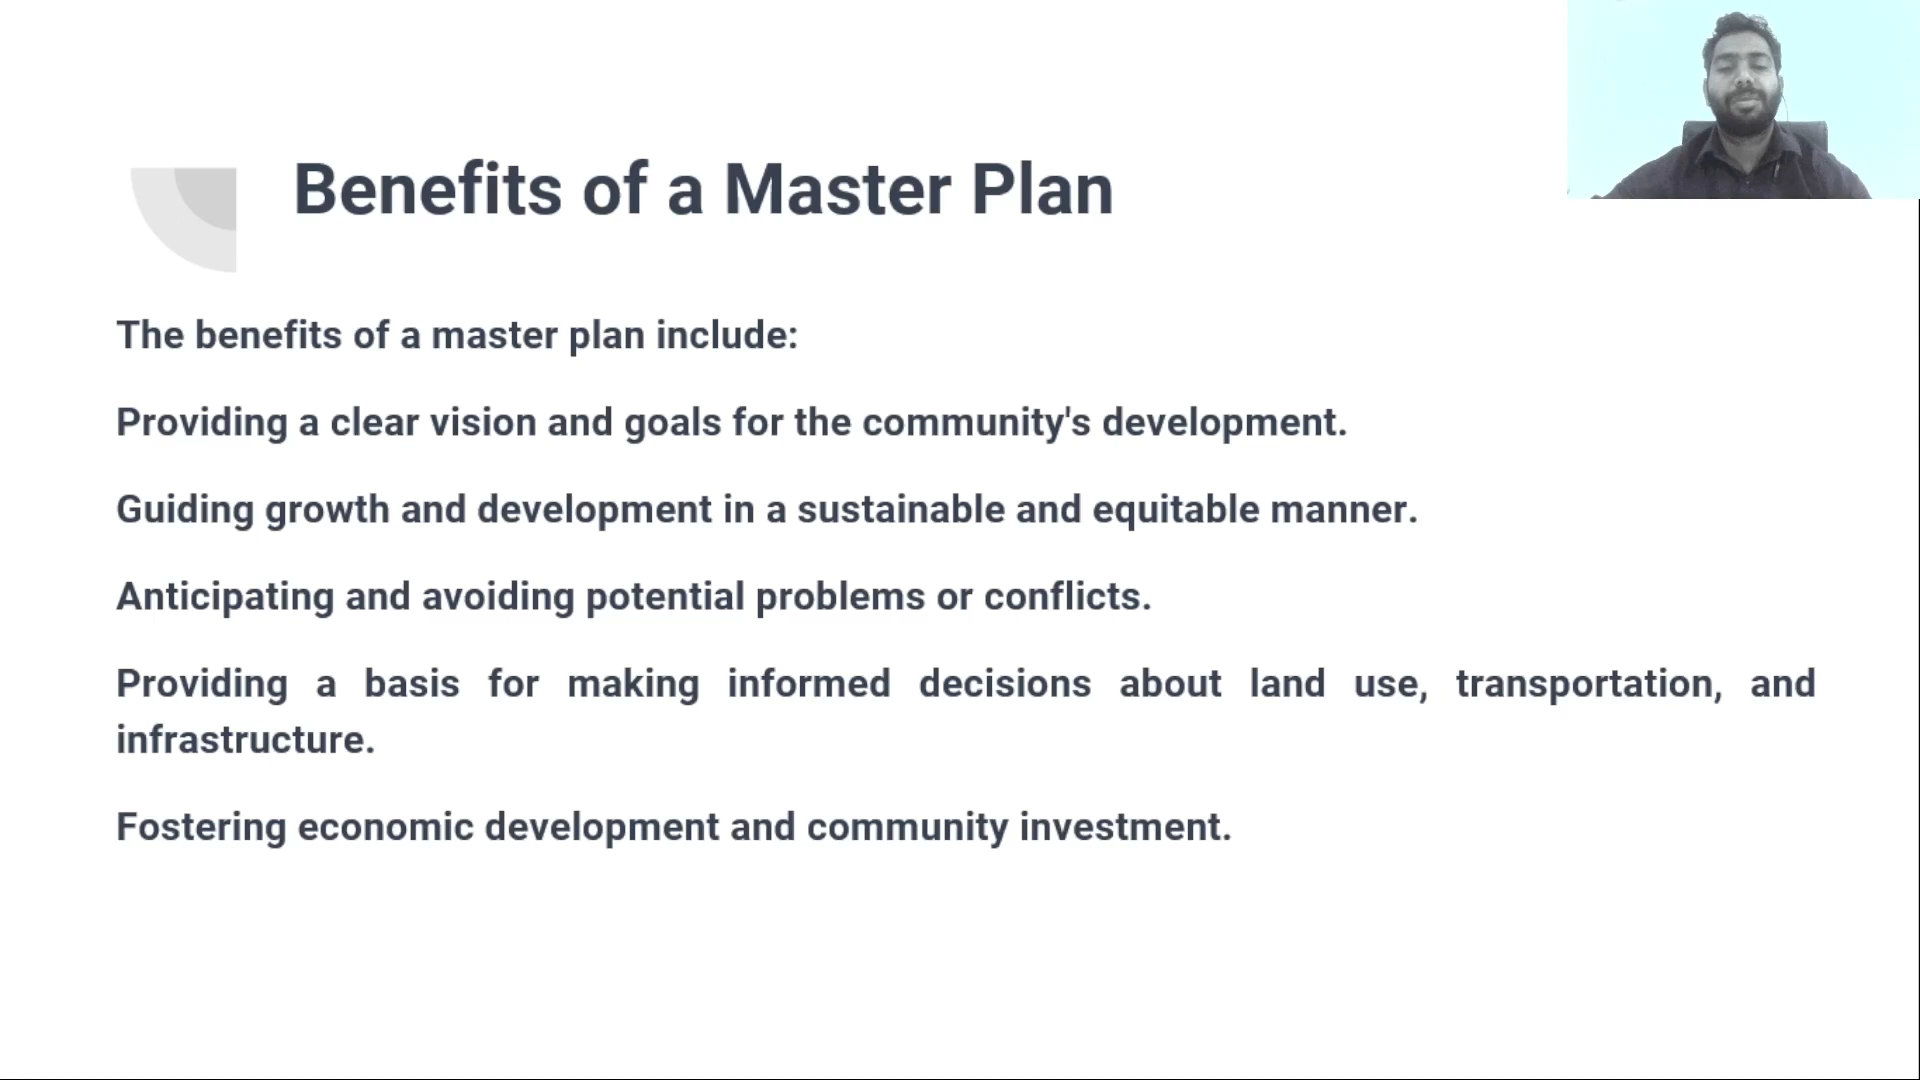 Benefits of a Master Plan
The benefits of a master plan include:
Providing a clear vision and goals for the community's development.
Guiding growth and development in a sustainable and equitable manner.
Anticipating and avoiding potential problems or conflicts.
Providing a basis for making informed decisions about land use, transportation, and
infrastructure.
Fostering economic development and community investment.